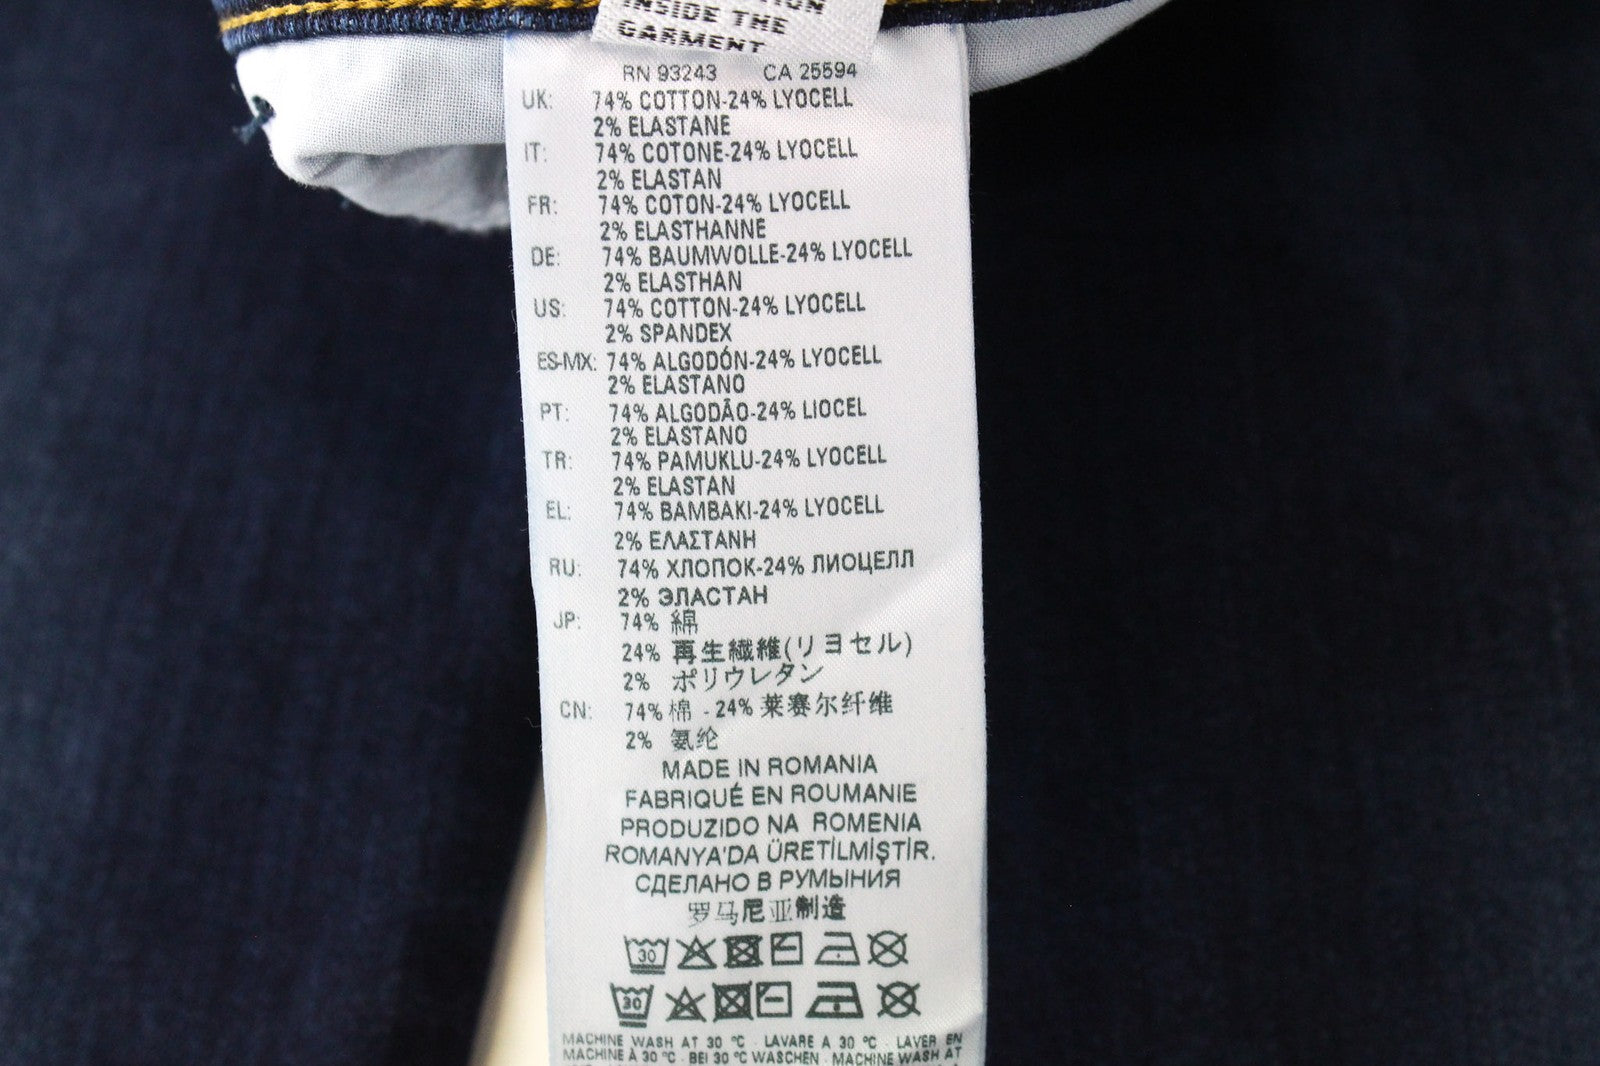 INSIDE THE
GARMENT
RN 93243 CA 25594
UK: 74% COTTON-24% LYOCELL
2% ELASTANE
IT: 74% COTONE-24% LYOCELL
2% ELASTAN
FR: 74% COTON-24% LYOCELL
2% ELASTHANNE
DE: 74% BAUMWOLLE-24% LYOCELL
2% ELASTHAN
US: 74% COTTON-24% LYOCELL
2% SPANDEX
ES-MX: 74% ALGODÓN-24% LYOCELL
2% ELASTANO
PT: 74% ALGODÃO-24% LIOCEL
2% ELASTANO
TR: 74% PAMUKLU-24% LYOCELL
2% ELASTAN
EL: 74% BAMBAKI-24% LYOCELL
2% ΕΛΑΣΤΑΝΗ
RU: 74% ХЛОПОК-24% ЛИОЦЕЛЛ
2% ЭЛАСТАН
JP: 74% 綿
24% 再生繊維(リヨセル)
2% ポリウレタン
CN: 74% 棉 - 24% 莱赛尔纤维
2% 氨纶
MADE IN ROMANIA
FABRIQUÉ EN ROUMANIE
PRODUZIDO NA ROMENIA
ROMANYA'DA ÜRETİLMİŞTİR.
СДЕЛАНО В РУМЫНИЯ
罗马尼亚制造
30
30
MACHINE WASH AT 30 °C - LAVARE A 30 °C - LAVER EN
MACHINE À 30 °C - BEI 30 °C WASCHEN - MACHINE WASH AT